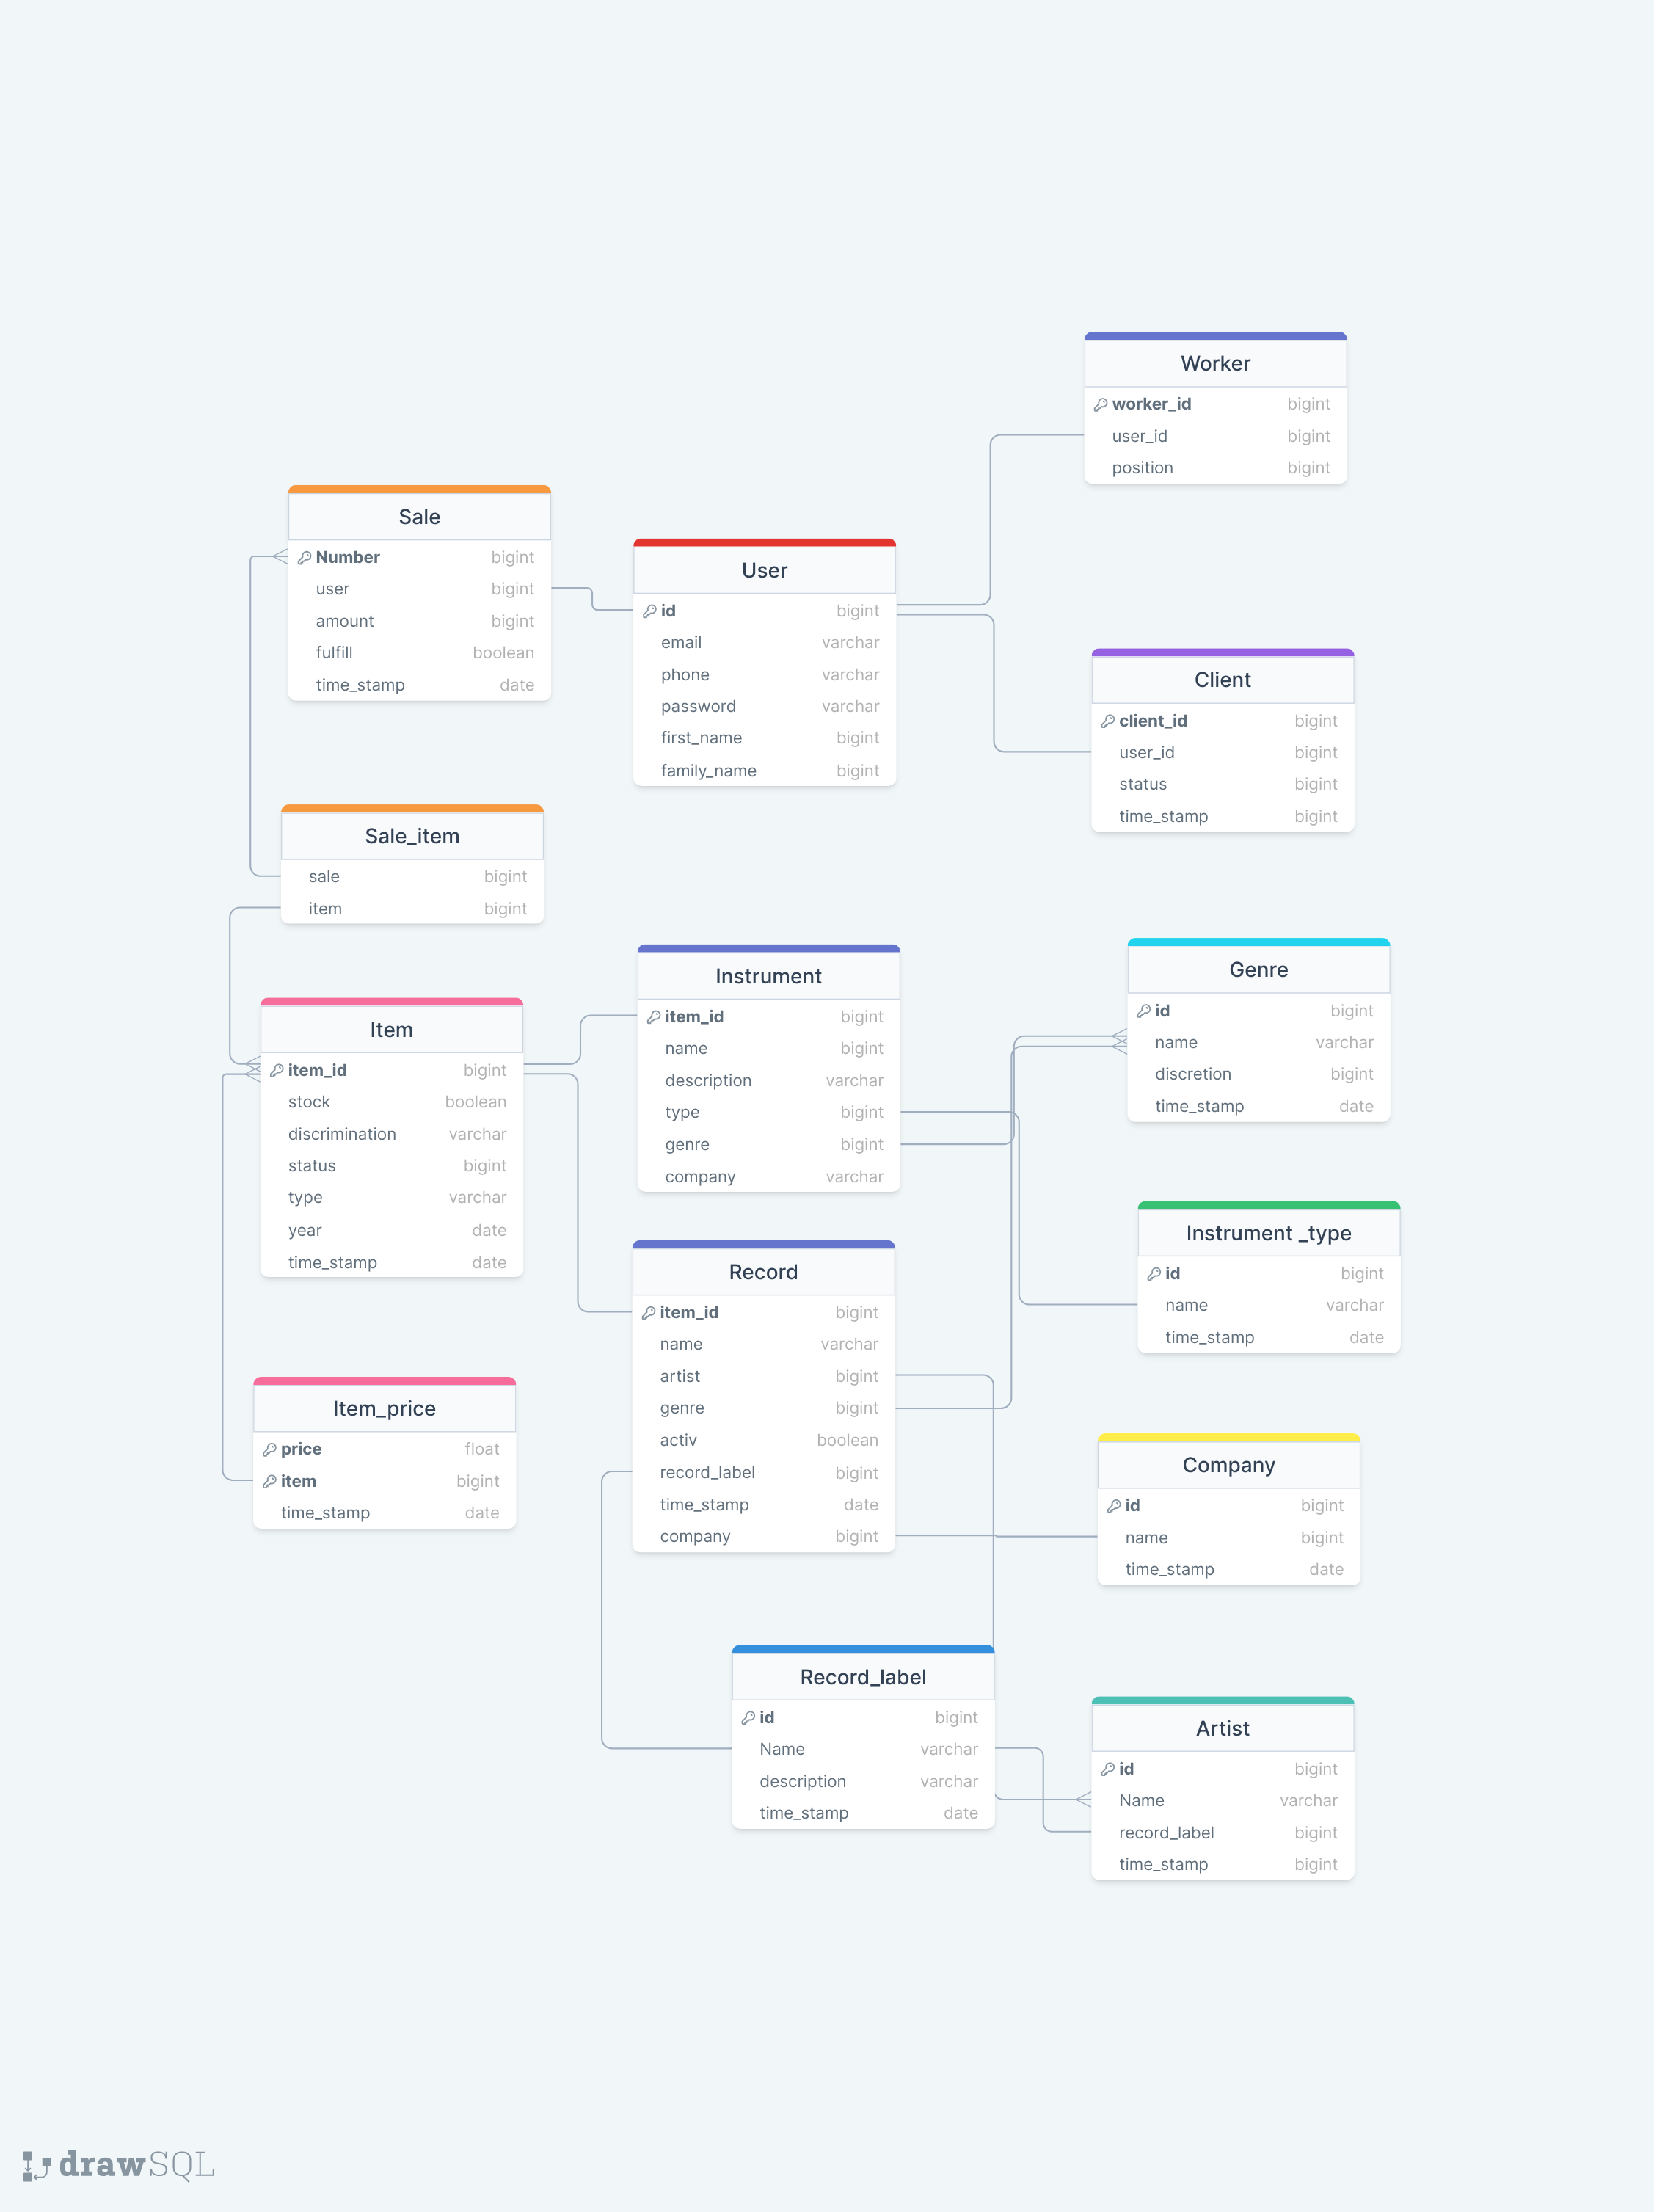 Worker
worker_id bigint
user_id bigint
position bigint
Sale
Number bigint
user bigint
amount bigint
fulfill boolean
time_stamp date
User
id bigint
email varchar
phone varchar
password varchar
first_name bigint
family_name bigint
Client
client_id bigint
user_id bigint
status bigint
time_stamp bigint
Sale_item
sale bigint
item bigint
Instrument
item_id bigint
name bigint
description varchar
type bigint
genre bigint
company varchar
Genre
id bigint
name varchar
discretion bigint
time_stamp date
Item
item_id bigint
stock boolean
discrimination varchar
status bigint
type varchar
year date
time_stamp date
Instrument _type
id bigint
name varchar
time_stamp date
Record
item_id bigint
name varchar
artist bigint
genre bigint
activ boolean
record_label bigint
time_stamp date
company bigint
Item_price
price float
item bigint
time_stamp date
Company
id bigint
name bigint
time_stamp date
Record_label
id bigint
Name varchar
description varchar
time_stamp date
Artist
id bigint
Name varchar
record_label bigint
time_stamp bigint
drawSQL